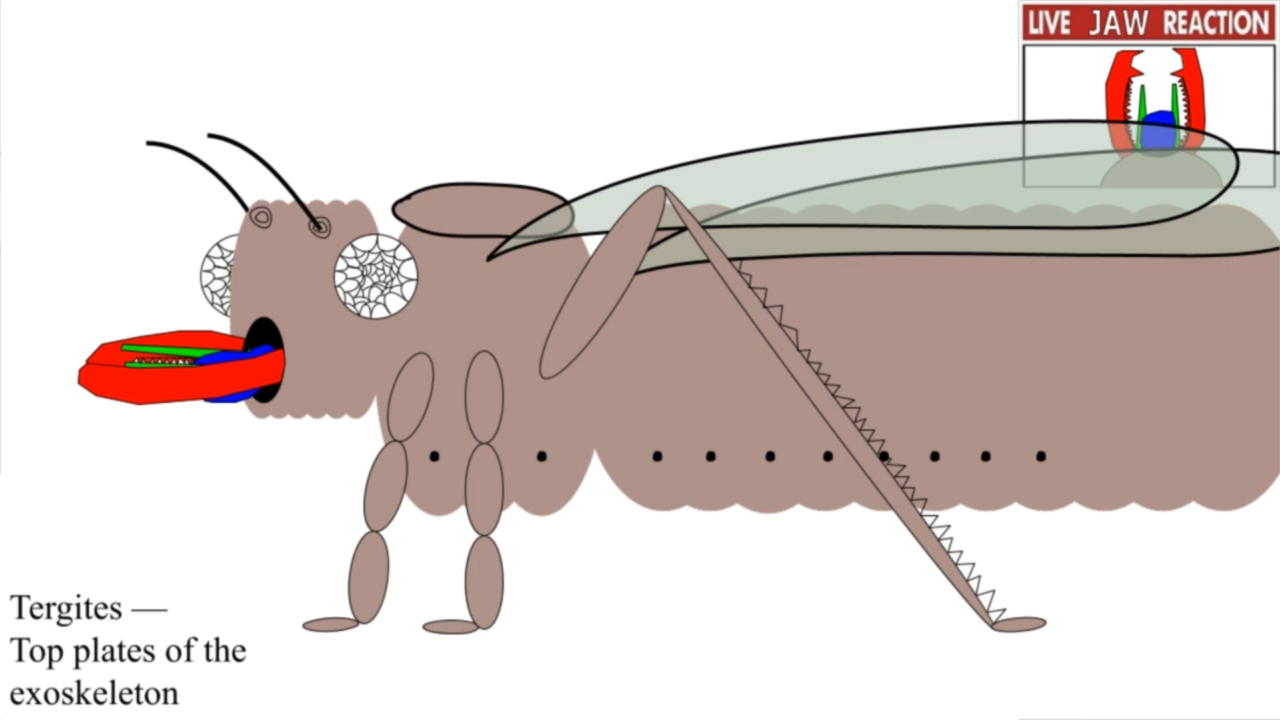 LIVE JAW REACTION
Tergites —
Top plates of the
exoskeleton